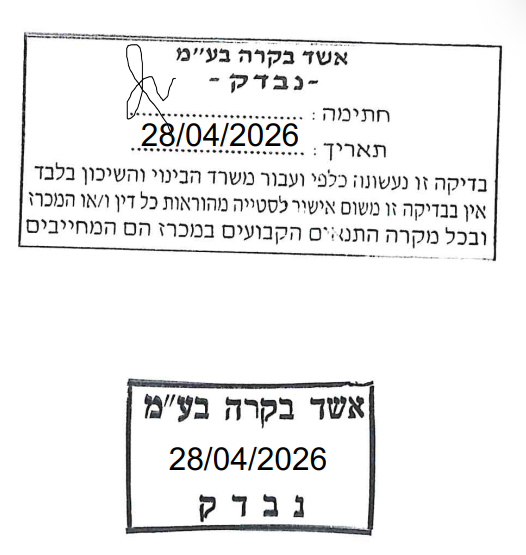 אשד בקרה בע"מ
- נבדק -
חתימה :
28/04/2026
תאריך :
בדיקה זו נעשתה כלפי ועבור משרד הבינוי והשיכון בלבד
אין בבדיקה זו משום אישור לסטייה מהוראות כל דין ו/או המכרז
ובכל מקרה התנאים הקבועים במכרז הם המחייבים
אשד בקרה בע"מ
28/04/2026
נבדק